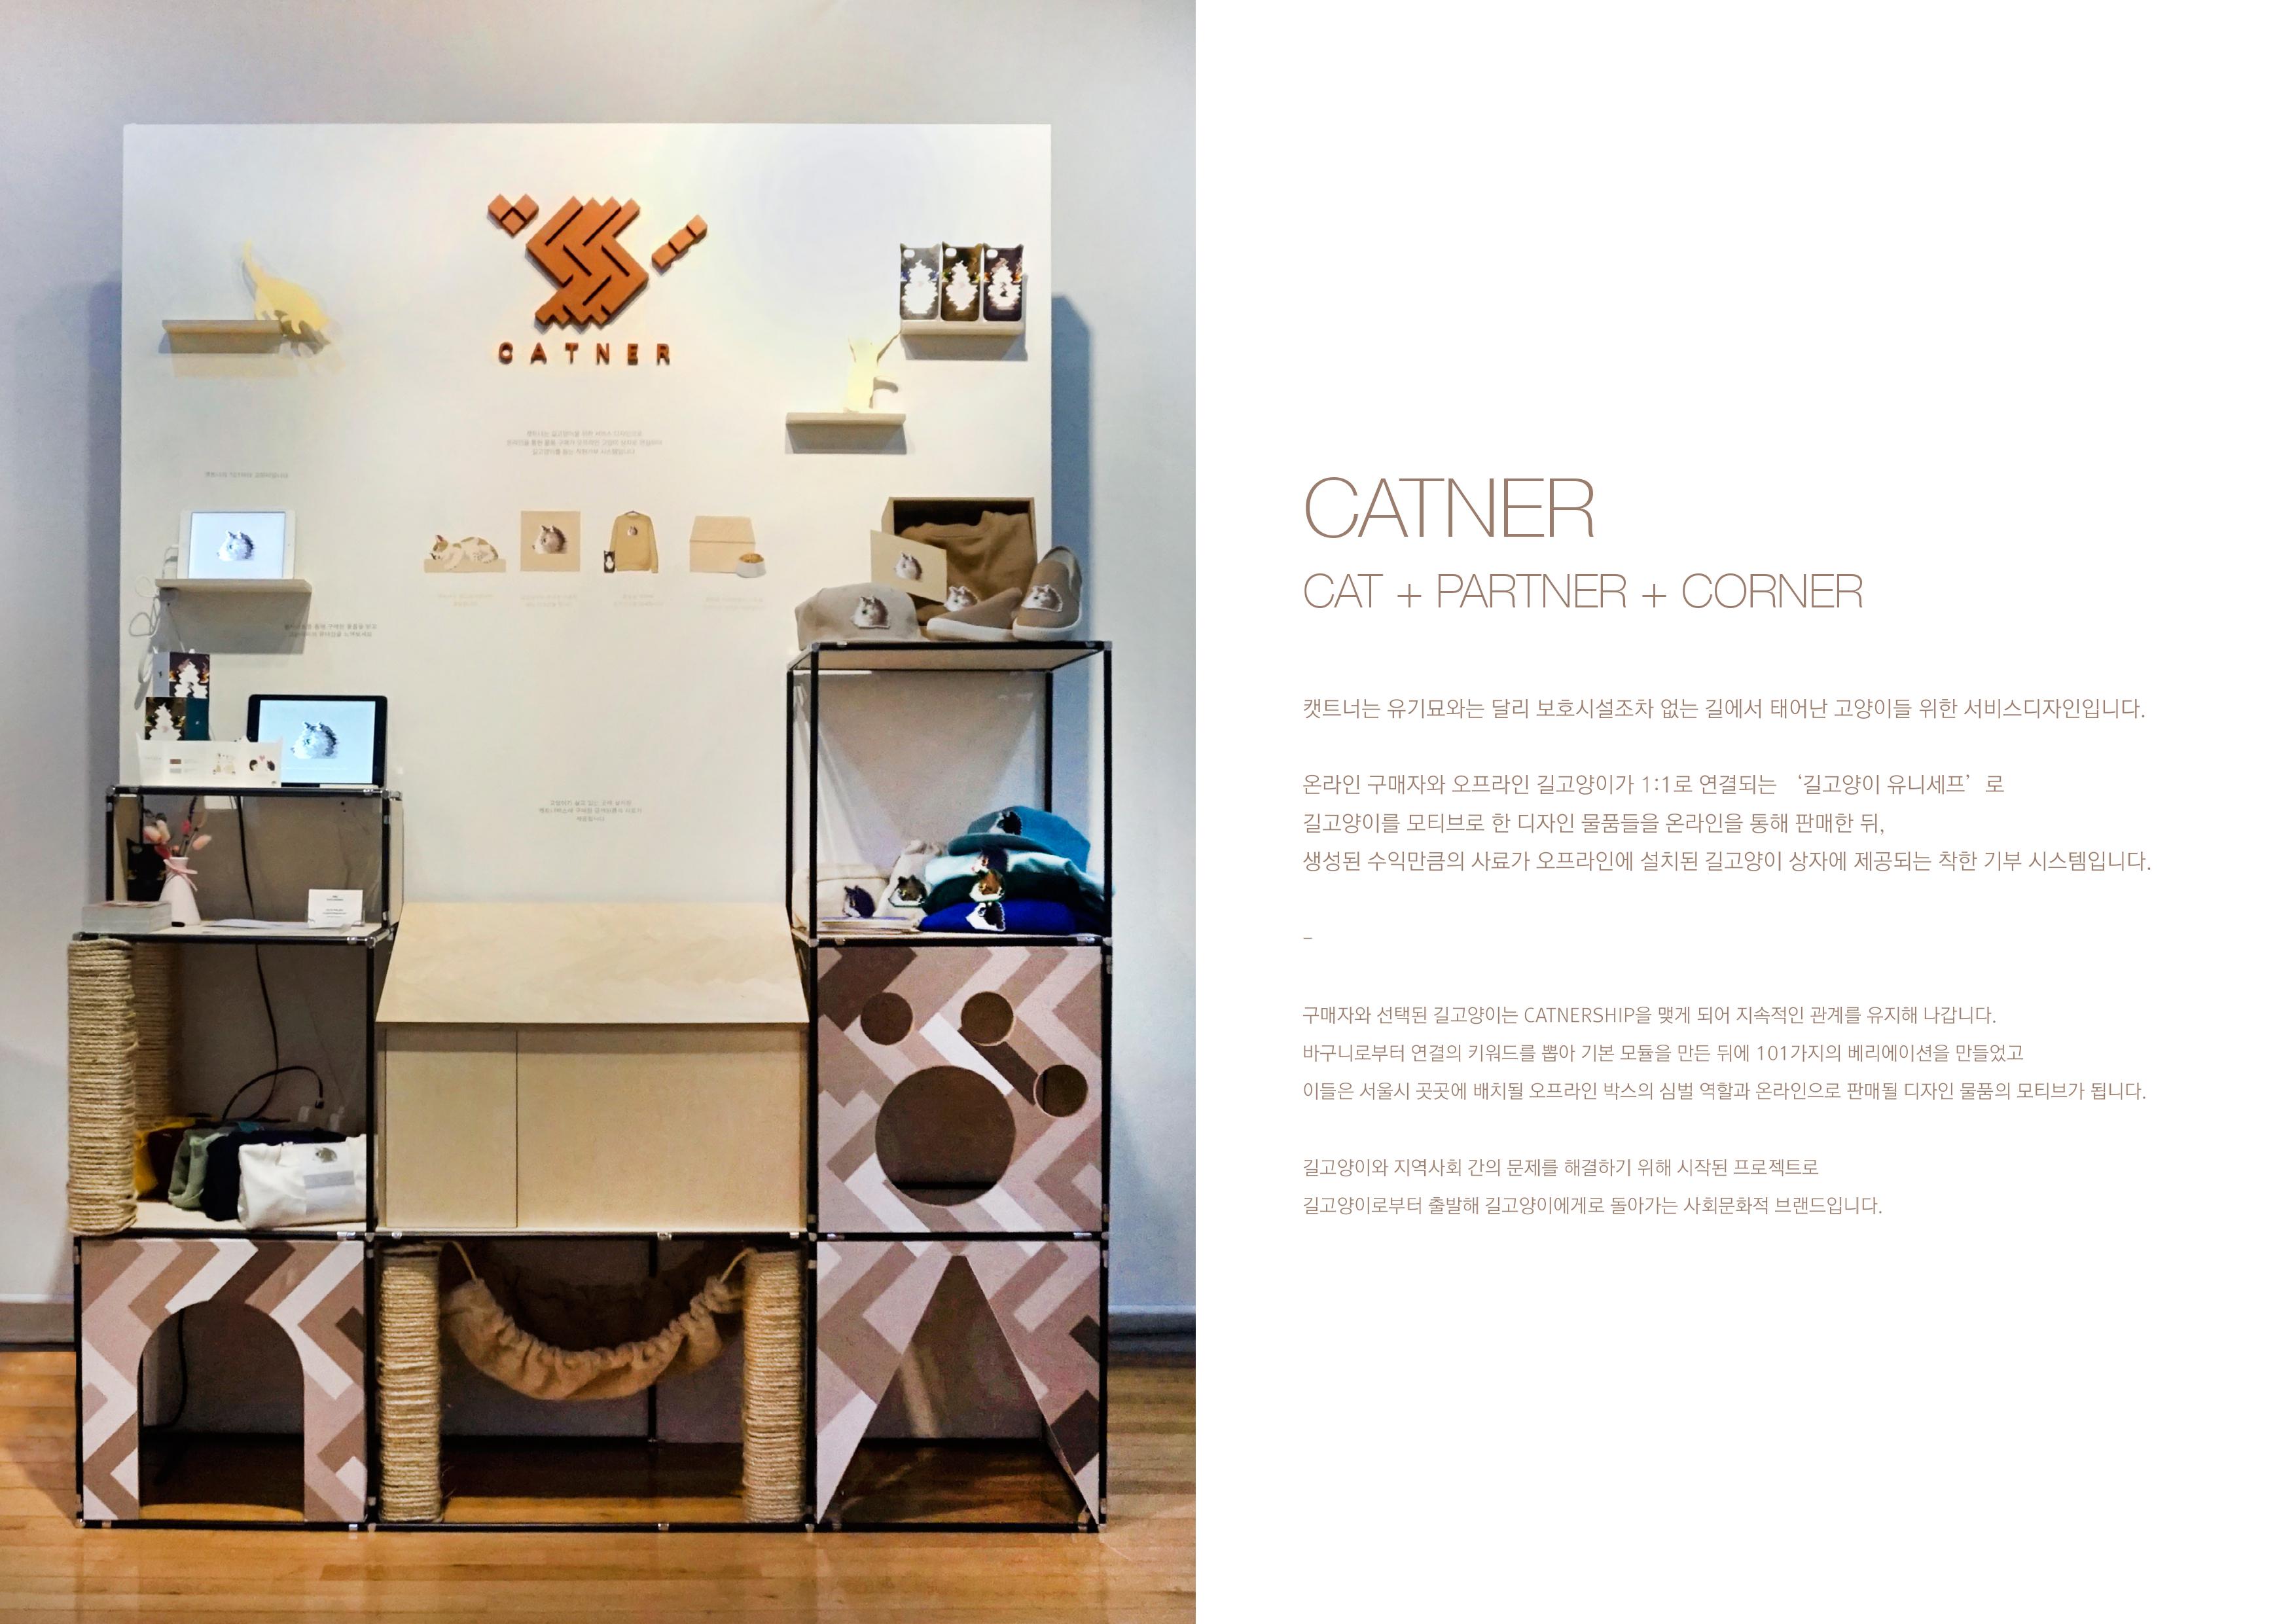 CATNER
CATNER
CAT + PARTNER + CORNER
캣트너는 유기묘와는 달리 보호시설조차 없는 길에서 태어난 고양이들 위한 서비스디자인입니다.
온라인 구매자와 오프라인 길고양이가 1:1로 연결되는 ‘길고양이 유니세프’로
길고양이를 모티브로 한 디자인 물품들을 온라인을 통해 판매한 뒤,
생성된 수익만큼의 사료가 오프라인에 설치된 길고양이 상자에 제공되는 착한 기부 시스템입니다.
–
구매자와 선택된 길고양이는 CATNERSHIP을 맺게 되어 지속적인 관계를 유지해 나갑니다.
바구니로부터 연결의 키워드를 뽑아 기본 모듈을 만든 뒤에 101가지의 베리에이션을 만들었고
이들은 서울시 곳곳에 배치될 오프라인 박스의 심벌 역할과 온라인으로 판매될 디자인 물품의 모티브가 됩니다.
길고양이와 지역사회 간의 문제를 해결하기 위해 시작된 프로젝트로
길고양이로부터 출발해 길고양이에게로 돌아가는 사회문화적 브랜드입니다.